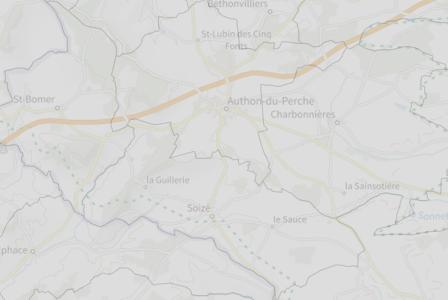 Béthonvilliers
St-Lubin des Cinq
Fonts
St-Bomer
Authon-du-Perche
Charbonnières
la Guillerie
la Sainsotière
Soizé
le Sauce
Sonnet
phace